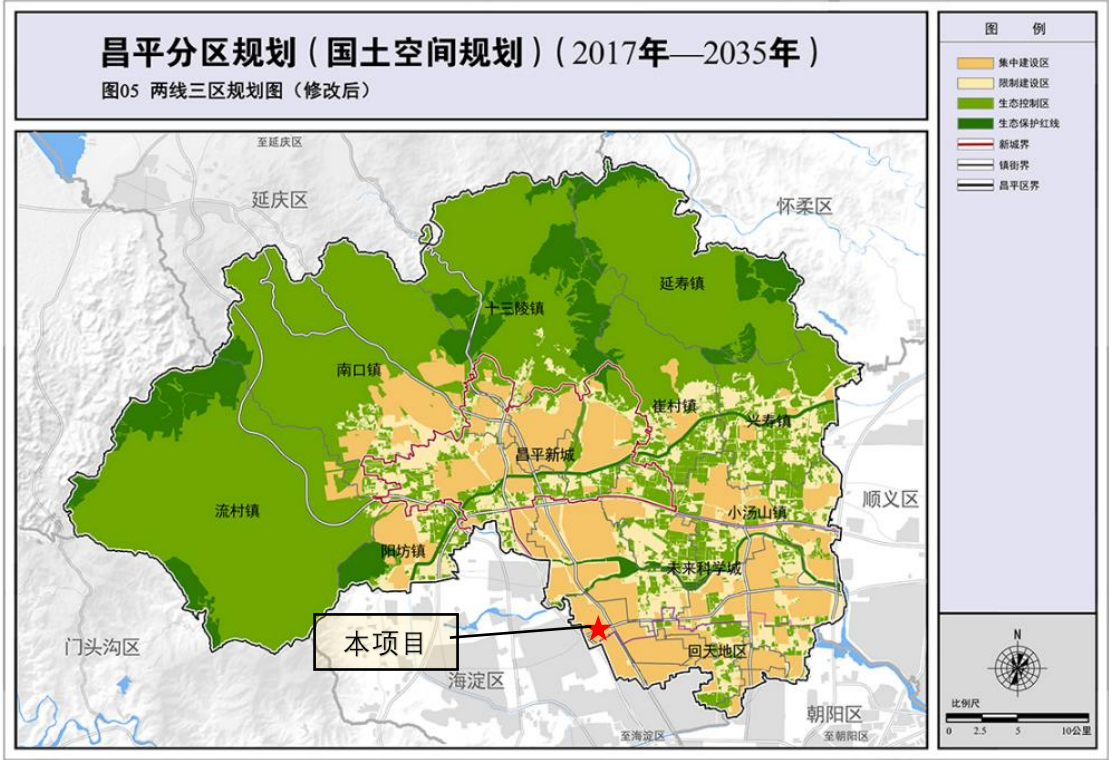 昌平分区规划（国土空间规划）（2017年—2035年）
图05 两线三区规划图（修改后）
图 例
集中建设区
限制建设区
生态控制区
生态保护红线
新城界
镇街界
昌平区界
至延庆区
延庆区
怀柔区
延寿镇
十三陵镇
南口镇
崔村镇
兴寿镇
昌平新城
顺义区
流村镇
小汤山镇
阳坊镇
未来科学城
本项目
门头沟区
回天地区
海淀区
朝阳区
至海淀区
至朝阳区
N
比例尺
0 2.5 5 10公里